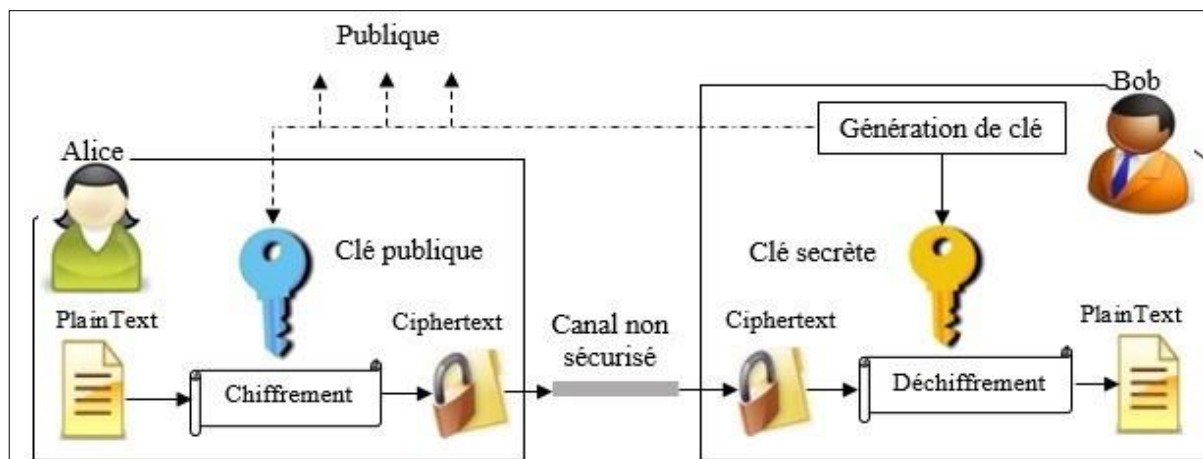 Publique
Bob
Génération de clé
Alice
Clé publique
Clé secrète
PlainText
Ciphertext
Canal non
sécurisé
Ciphertext
PlainText
Chiffrement
Déchiffrement